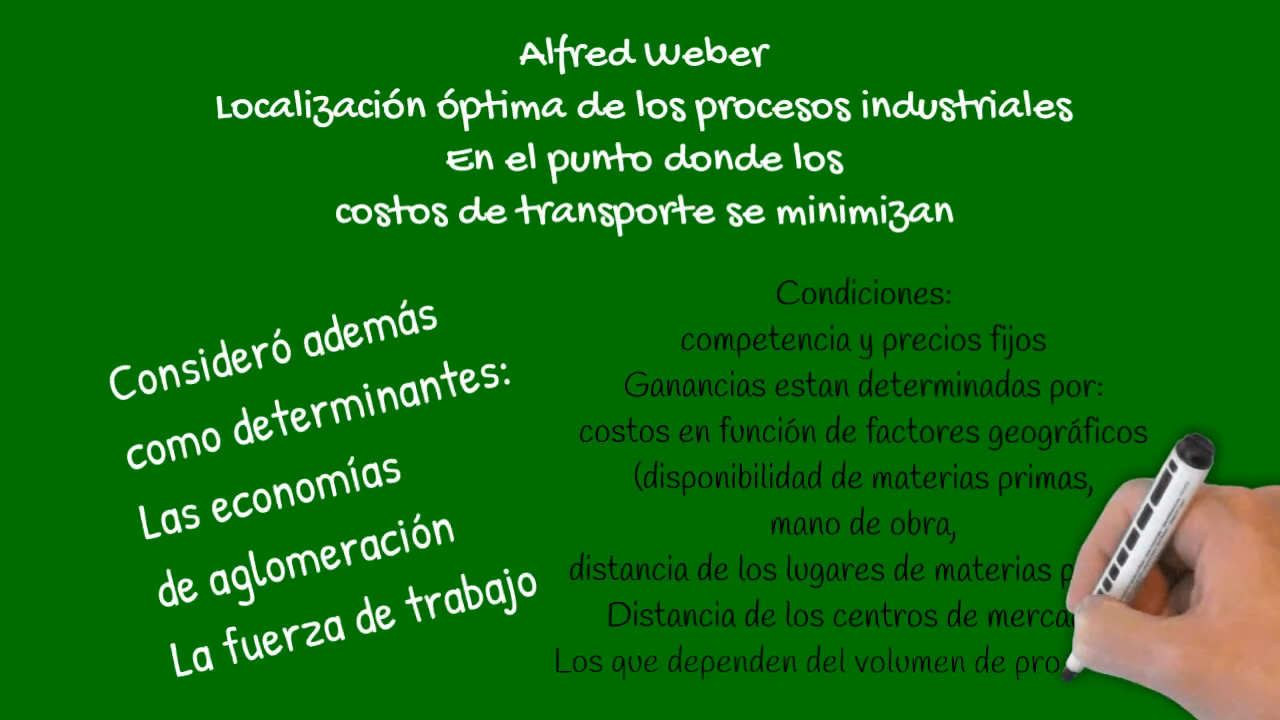 Alfred Weber
Localización óptima de los procesos industriales
En el punto donde los
costos de transporte se minimizan
Consideró además
como determinantes:
Las economías
de aglomeración
La fuerza de trabajo
Condiciones:
competencia y precios fijos
Ganancias estan determinadas por:
costos en función de factores geográficos
(disponibilidad de materias primas,
mano de obra,
distancia de los lugares de materias
Distancia de los centros de
Los que dependen del volumen de